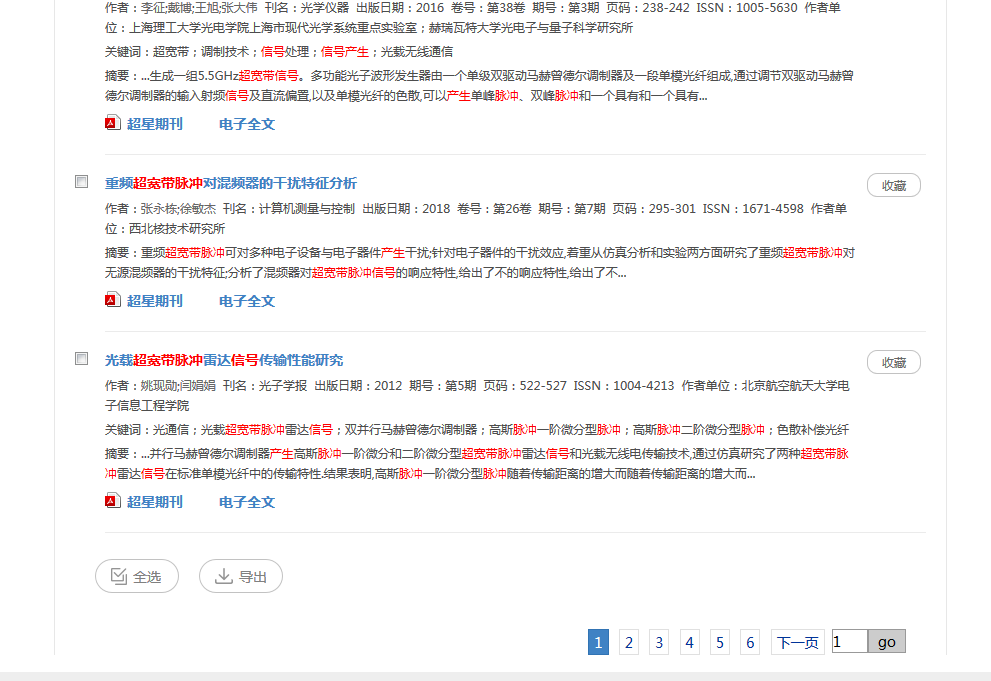 作者：李征;戴博;王旭;张大伟 刊名：光学仪器 出版日期：2016 卷号：第38卷 期号：第3期 页码：238-242 ISSN：1005-5630 作者单
位：上海理工大学光电学院上海市现代光学系统重点实验室；赫瑞瓦特大学光电子与量子科学研究所
关键词：超宽带；调制技术；信号处理；信号产生；光载无线通信
摘要：...生成一组5.5GHz超宽带信号。多功能光子波形发生器由一个单级双驱动马赫曾德尔调制器及一段单模光纤组成,通过调节双驱动马赫曾
德尔调制器的输入射频信号及直流偏置,以及单模光纤的色散,可以产生单峰脉冲、双峰脉冲和一个具有和一个具有...
超星期刊 电子全文
重频超宽带脉冲对混频器的干扰特征分析 收藏
作者：张永栋;徐敏杰 刊名：计算机测量与控制 出版日期：2018 卷号：第26卷 期号：第7期 页码：295-301 ISSN：1671-4598 作者单
位：西北核技术研究所
摘要：重频超宽带脉冲可对多种电子设备与电子器件产生干扰;针对电子器件的干扰效应,着重从仿真分析和实验两方面研究了重频超宽带脉冲对
无源混频器的干扰特征;分析了混频器对超宽带脉冲信号的响应特性,给出了不的响应特性,给出了不...
超星期刊 电子全文
光载超宽带脉冲雷达信号传输性能研究 收藏
作者：姚现勋;闫娟娟 刊名：光子学报 出版日期：2012 期号：第5期 页码：522-527 ISSN：1004-4213 作者单位：北京航空航天大学电
子信息工程学院
关键词：光通信；光载超宽带脉冲雷达信号；双并行马赫曾德尔调制器；高斯脉冲一阶微分型脉冲；高斯脉冲二阶微分型脉冲；色散补偿光纤
摘要：...并行马赫曾德尔调制器产生高斯脉冲一阶微分和二阶微分型超宽带脉冲雷达信号和光载无线电传输技术,通过仿真研究了两种超宽带脉
冲雷达信号在标准单模光纤中的传输特性.结果表明,高斯脉冲一阶微分型脉冲随着传输距离的增大而随着传输距离的增大而...
超星期刊 电子全文
全选 导出
1 2 3 4 5 6 下一页 1 go